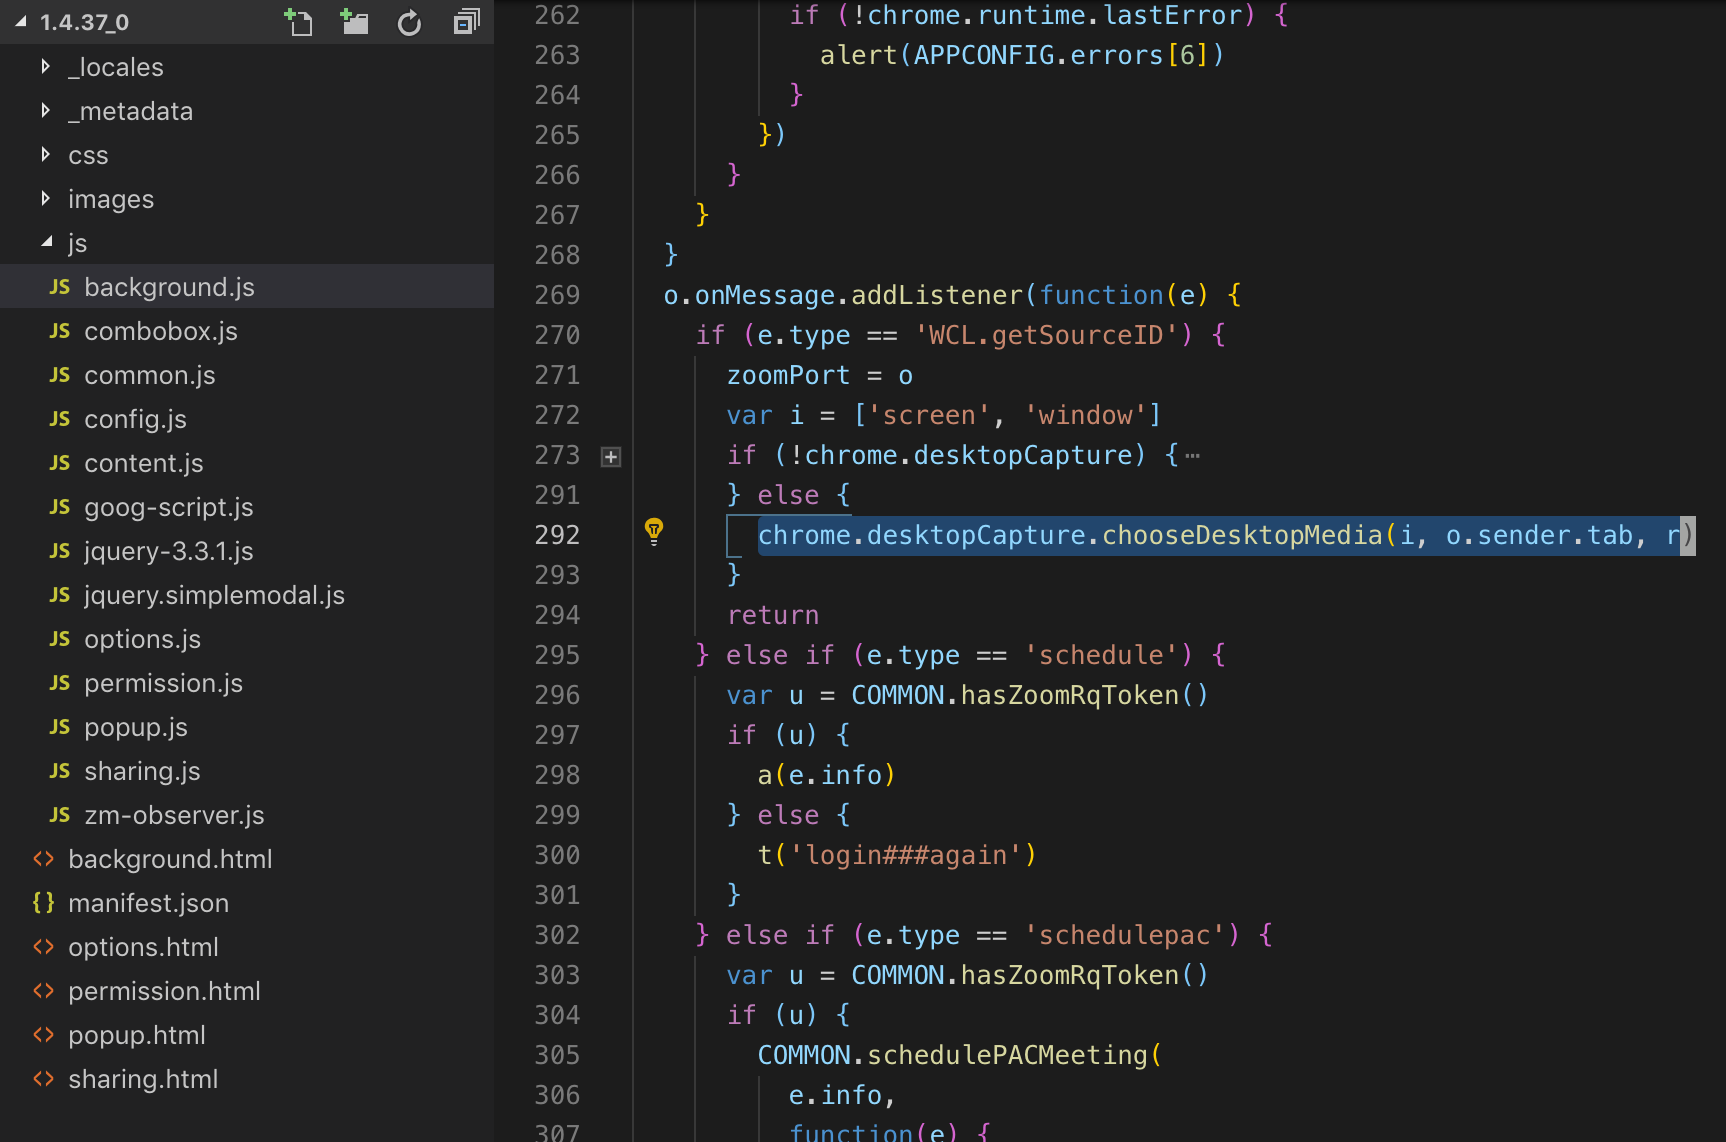 1.4.37_0
_locales
_metadata
css
images
js
JS background.js
JS combobox.js
JS common.js
JS config.js
JS content.js
JS goog-script.js
JS jquery-3.3.1.js
JS jquery.simplemodal.js
JS options.js
JS permission.js
JS popup.js
JS sharing.js
JS zm-observer.js
<> background.html
{ } manifest.json
<> options.html
<> permission.html
<> popup.html
<> sharing.html
262 if (!chrome.runtime.lastError) {
263 alert(APPCONFIG.errors[6])
264 }
265 })
266 }
267 }
268 }
269 o.onMessage.addListener(function(e) {
270 if (e.type == 'WCL.getSourceID') {
271 zoomPort = o
272 var i = ['screen', 'window']
273 if (!chrome.desktopCapture) {⋯
291 } else {
292 chrome.desktopCapture.chooseDesktopMedia(i, o.sender.tab, r)
293 }
294 return
295 } else if (e.type == 'schedule') {
296 var u = COMMON.hasZoomRqToken()
297 if (u) {
298 a(e.info)
299 } else {
300 t('login###again')
301 }
302 } else if (e.type == 'schedulepac') {
303 var u = COMMON.hasZoomRqToken()
304 if (u) {
305 COMMON.schedulePACMeeting(
306 e.info,
307 function(e) {